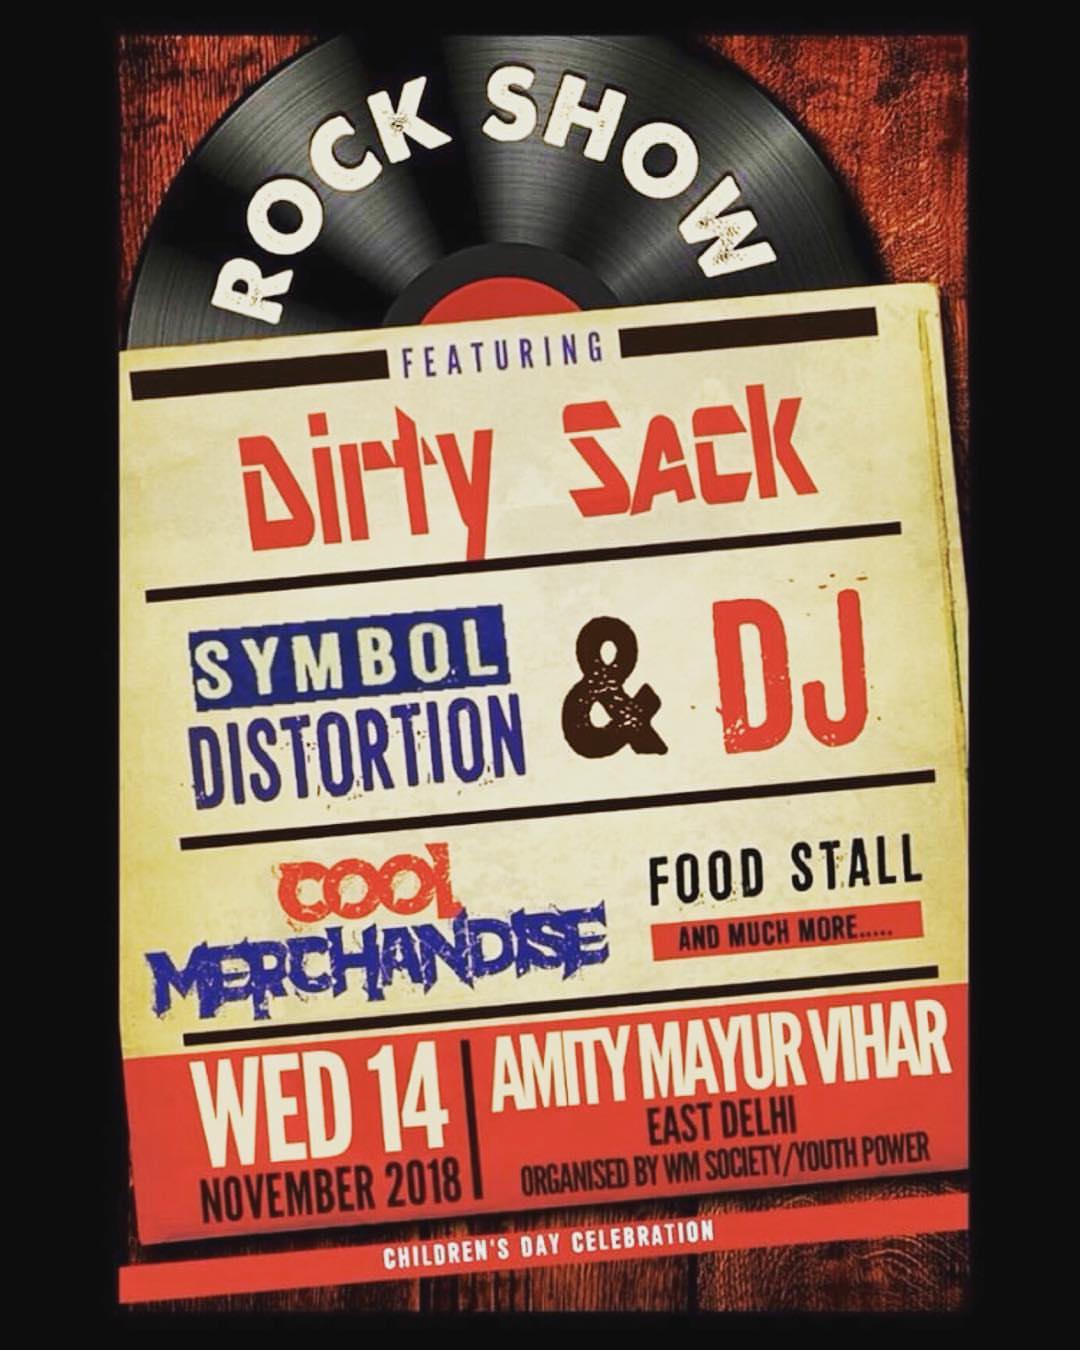 ROCK SHOW
FEATURING
Dirty Sack
SYMBOL
DISTORTION
& DJ
COOL
MERCHANDISE
FOOD STALL
AND MUCH MORE.....
WED 14
NOVEMBER 2018
AMITY MAYUR VIHAR
EAST DELHI
ORGANISED BY WM SOCIETY/YOUTH POWER
CHILDREN'S DAY CELEBRATION